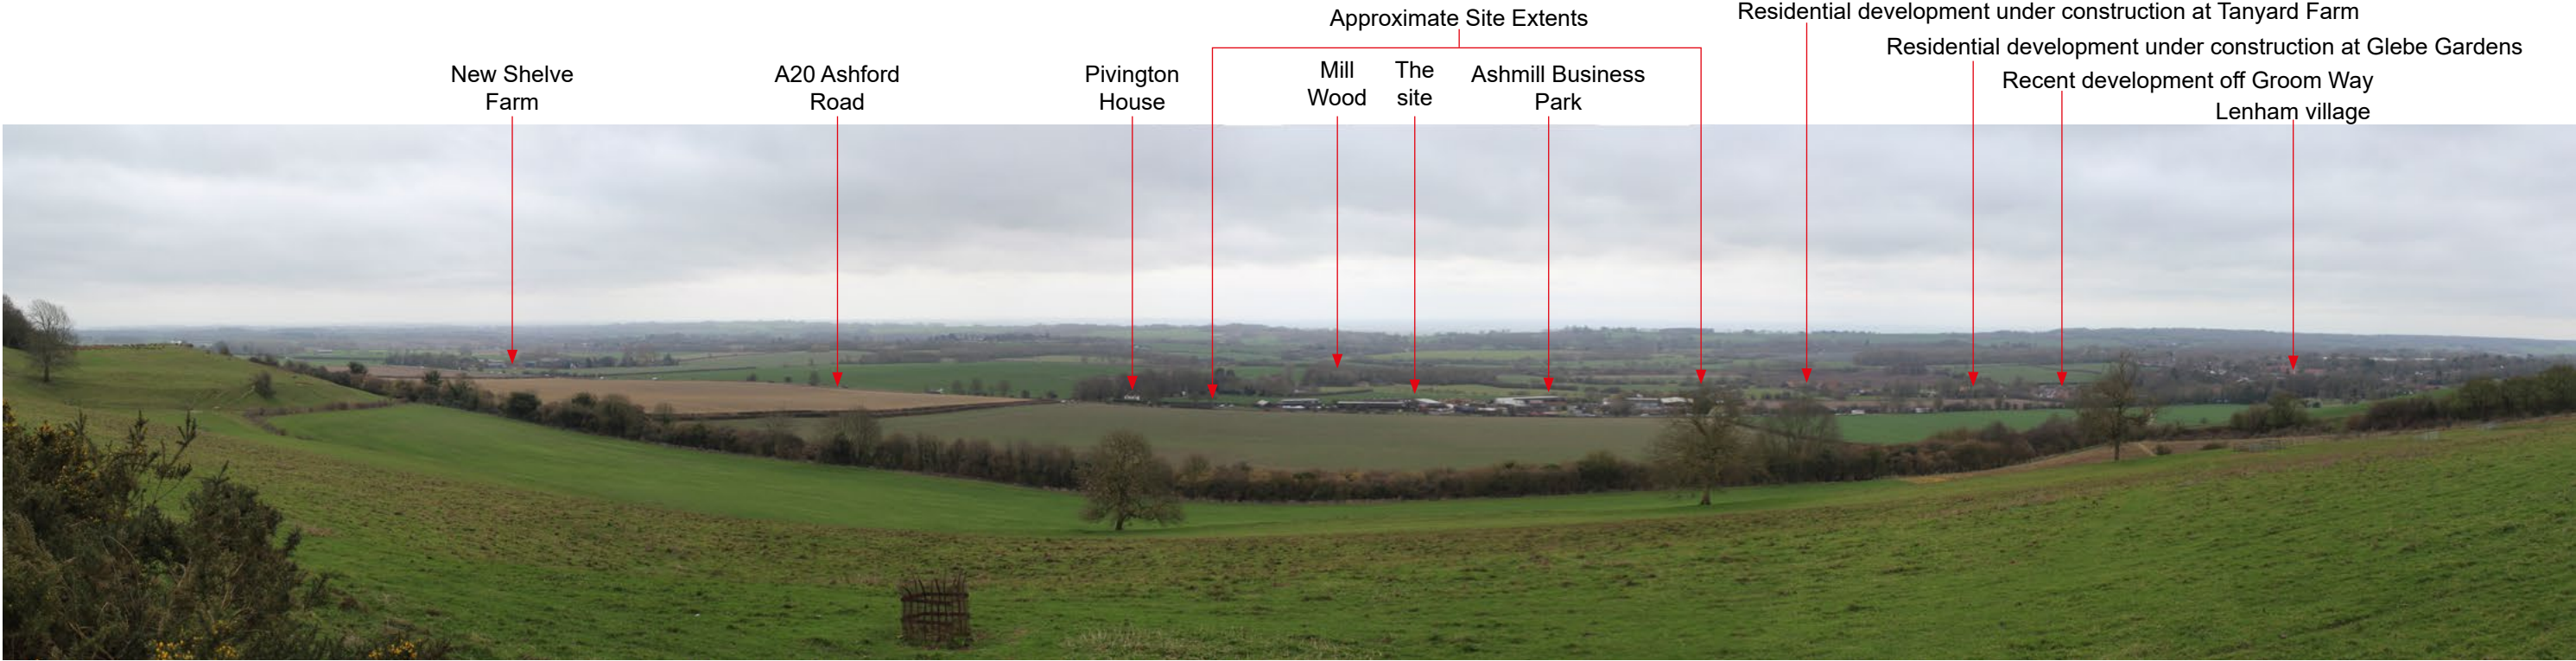 Approximate Site Extents
Residential development under construction at Tanyard Farm
Residential development under construction at Glebe Gardens
New Shelve
Farm
A20 Ashford
Road
Pivington
House
Mill
Wood
The
site
Ashmill Business
Park
Recent development off Groom Way
Lenham village